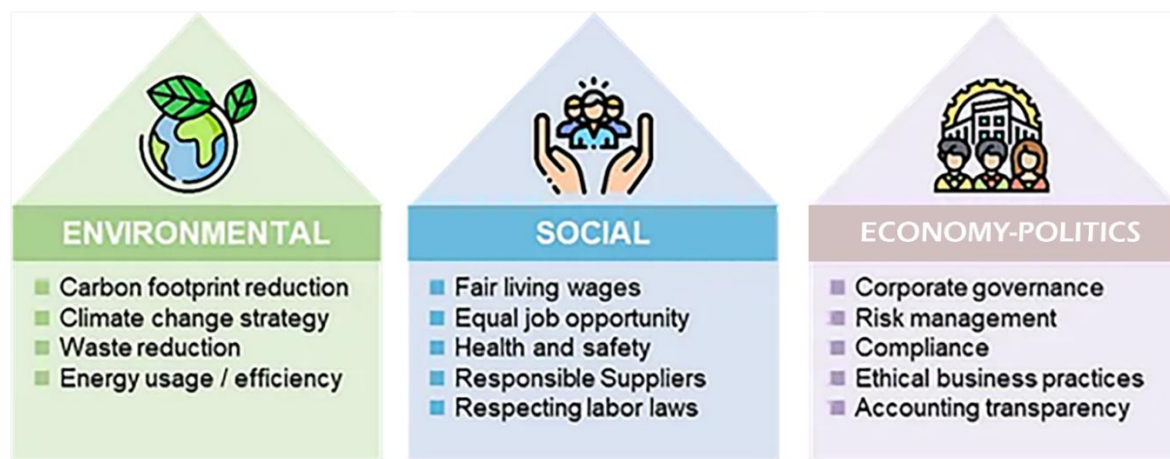 ENVIRONMENTAL
Carbon footprint reduction
Climate change strategy
Waste reduction
Energy usage / efficiency
SOCIAL
Fair living wages
Equal job opportunity
Health and safety
Responsible Suppliers
Respecting labor laws
ECONOMY-POLITICS
Corporate governance
Risk management
Compliance
Ethical business practices
Accounting transparency